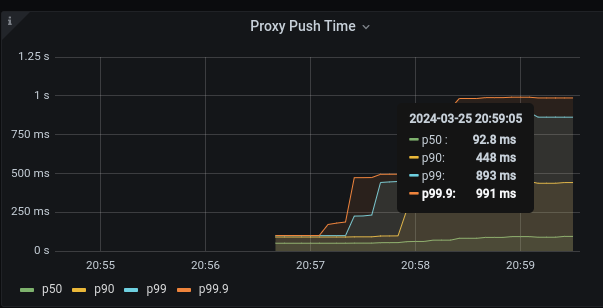 i
Proxy Push Time
1.25 s
1 s
750 ms
500 ms
250 ms
0 s
2024-03-25 20:59:05
p50 : 92.8 ms
p90: 448 ms
p99: 893 ms
p99.9: 991 ms
20:55 20:56 20:57 20:58 20:59
p50 p90 p99 p99.9